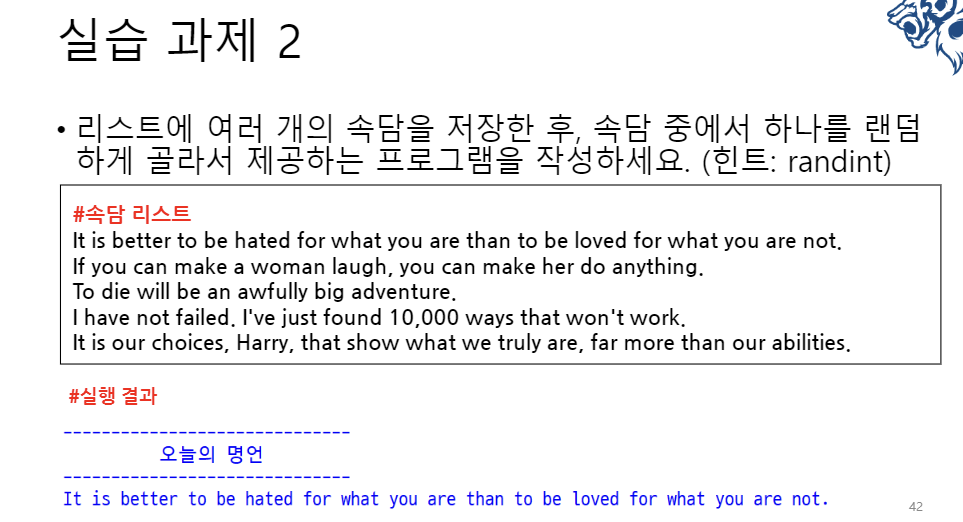 실습 과제 2
• 리스트에 여러 개의 속담을 저장한 후, 속담 중에서 하나를 랜덤
하게 골라서 제공하는 프로그램을 작성하세요. (힌트: randint)
#속담 리스트
It is better to be hated for what you are than to be loved for what you are not.
If you can make a woman laugh, you can make her do anything.
To die will be an awfully big adventure.
I have not failed. I've just found 10,000 ways that won't work.
It is our choices, Harry, that show what we truly are, far more than our abilities.
#실행 결과
------------------------------
오늘의 명언
------------------------------
It is better to be hated for what you are than to be loved for what you are not.
42